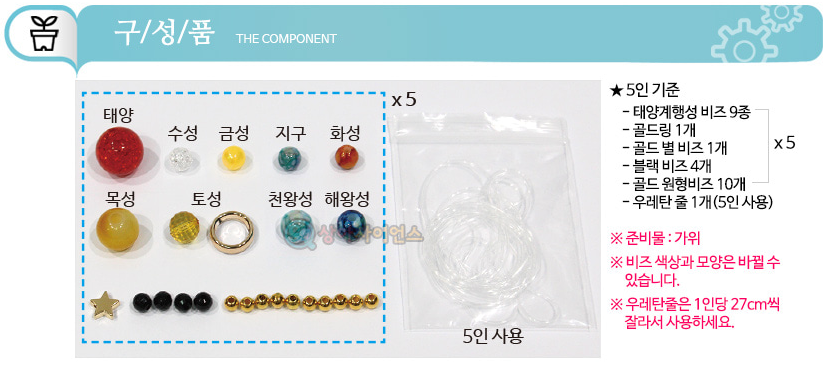 구/성/품 THE COMPONENT
x 5
태양
수성 금성 지구 화성
목성 토성 천왕성 해왕성
5인 사용
★ 5인 기준
- 태양계행성 비즈 9종
- 골드링 1개
- 골드 별 비즈 1개
- 블랙 비즈 4개
- 골드 원형비즈 10개
x 5
- 우레탄 줄 1개 (5인 사용)
※ 준비물 : 가위
※ 비즈 색상과 모양은 바뀔 수
있습니다.
※ 우레탄줄은 1인당 27cm씩
잘라서 사용하세요.